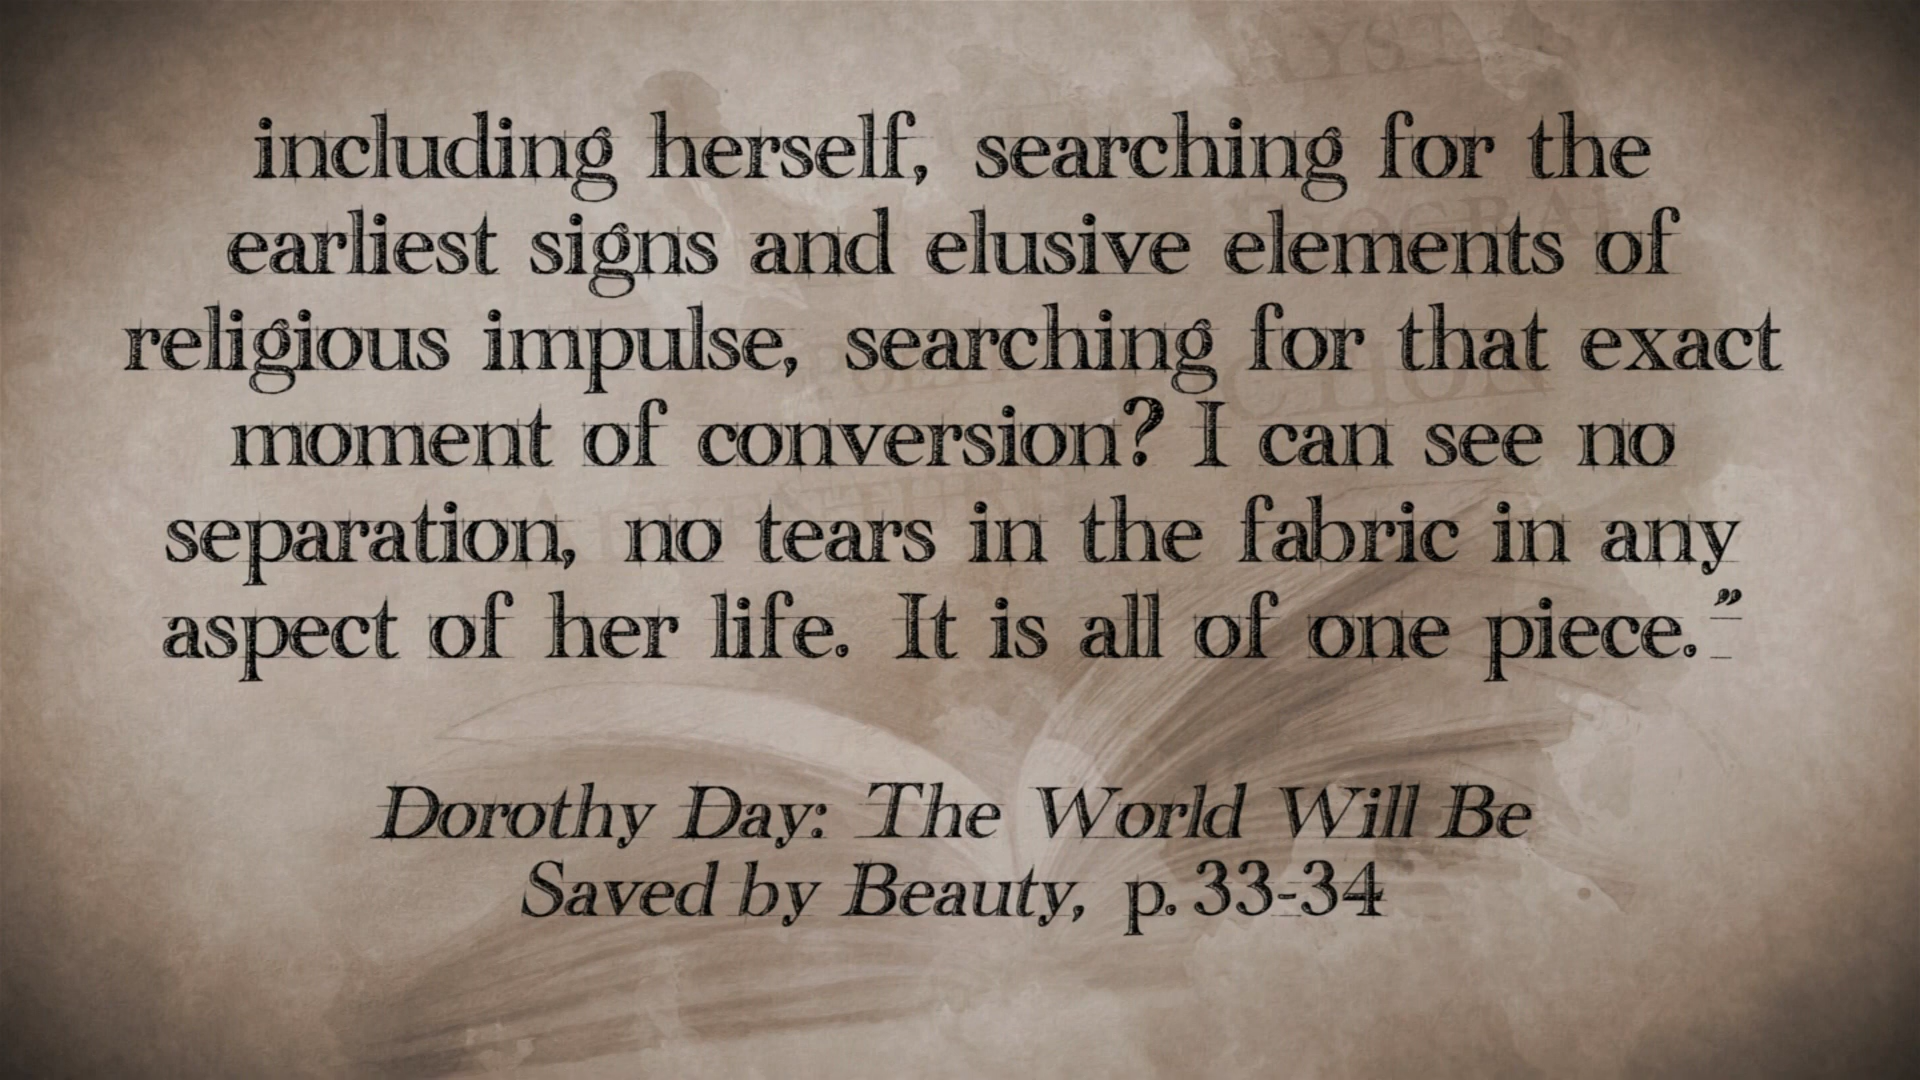 including herself, searching for the
earliest signs and elusive elements of
religious impulse, searching for that exact
moment of conversion? I can see no
separation, no tears in the fabric in any
aspect of her life. It is all of one piece.”
Dorothy Day: The World Will Be
Saved by Beauty, p. 33-34